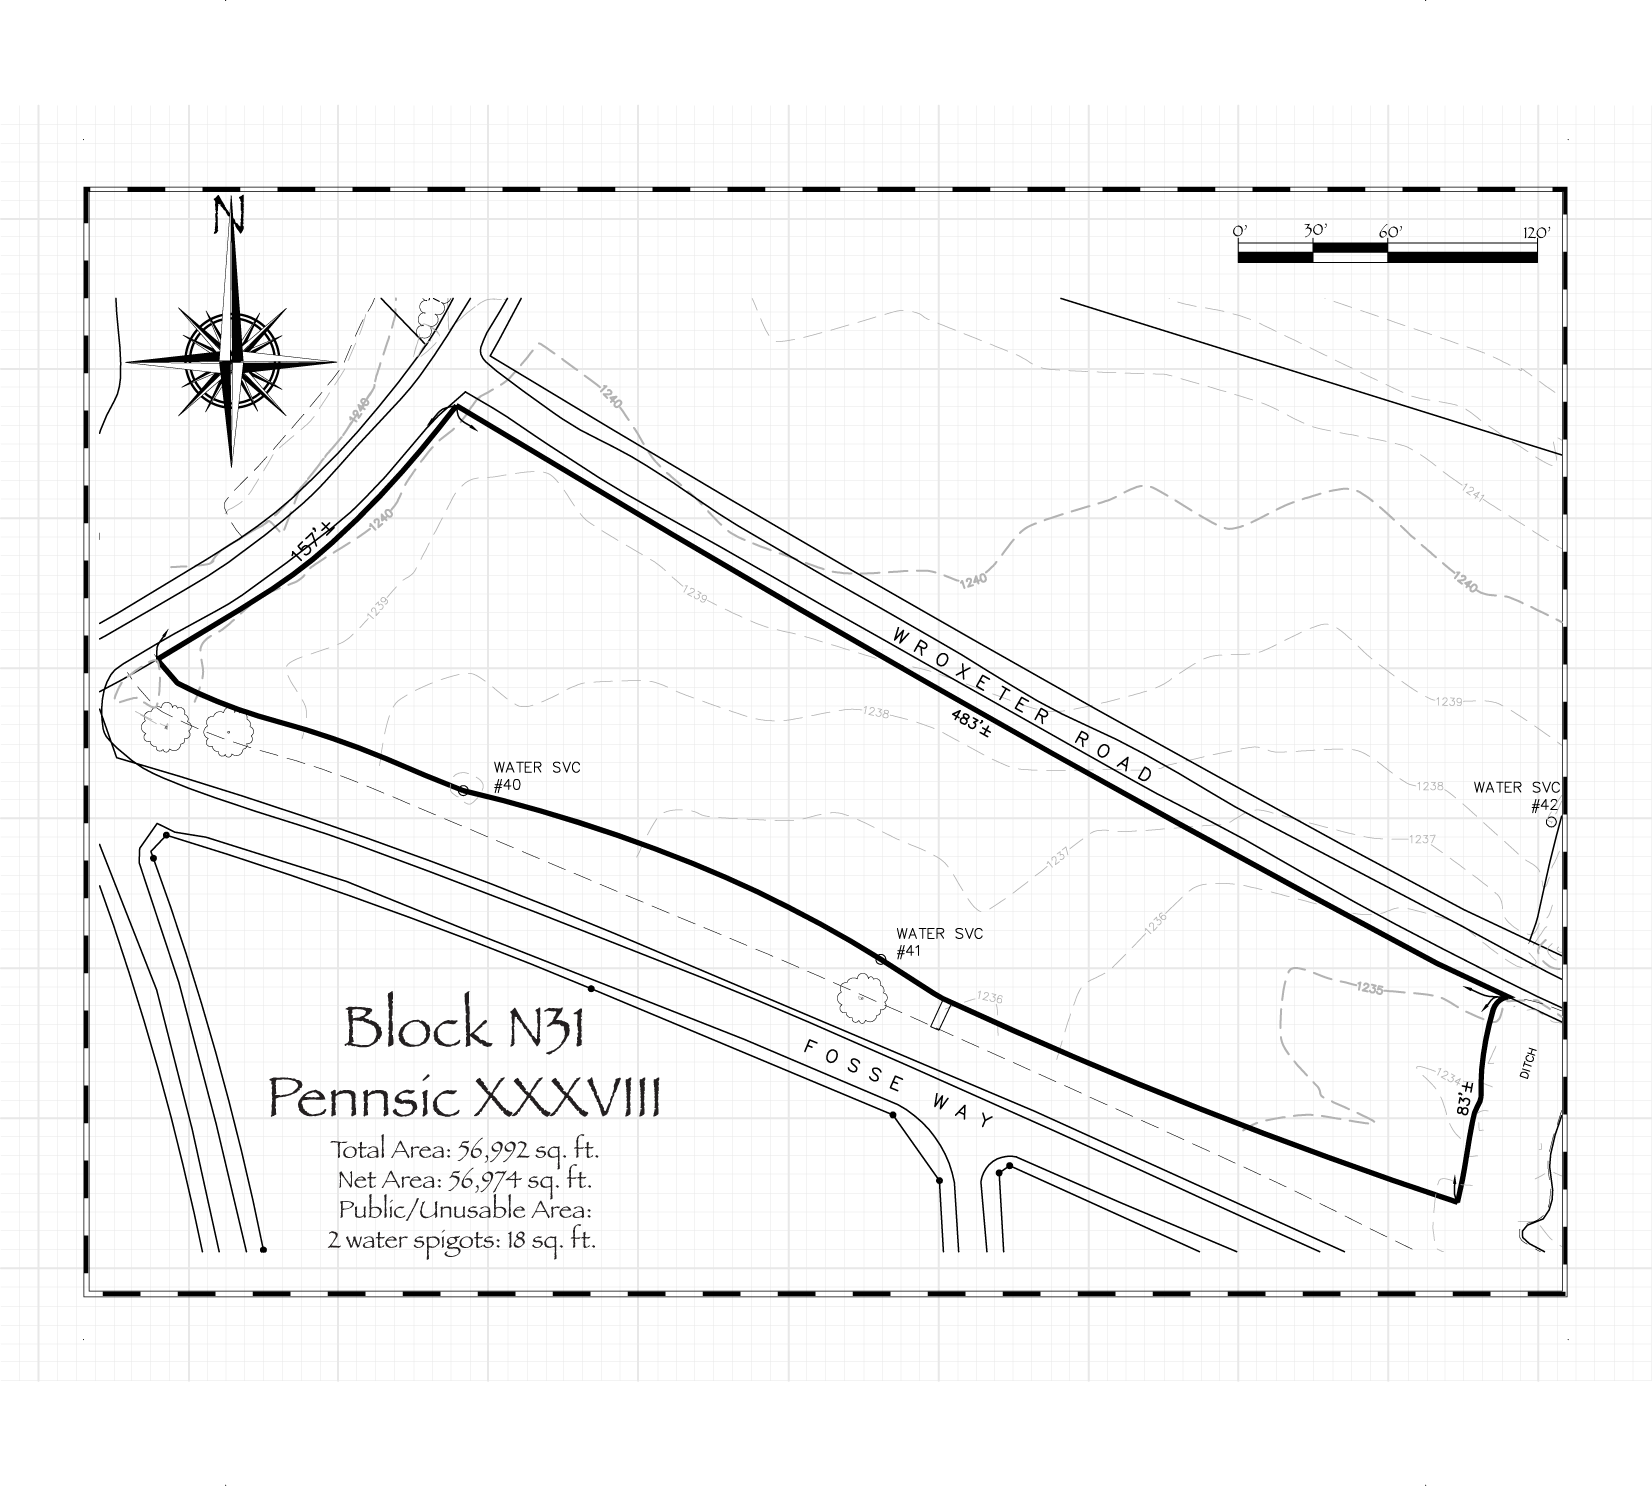 N
0' 30' 60' 120'
1240
1240
1241
157'±
1240
1240
1240
1239
1239
WROXETER ROAD
1239
1238
483'±
WATER SVC
#40
1238
WATER SVC
#42
1237
1237
1236
WATER SVC
#41
1236
1235
FOSSE WAY
DITCH
1234
83'±
Block N31
Pennsic XXXVIII
Total Area: 56,992 sq. ft.
Net Area: 56,974 sq. ft.
Public/Unusable Area:
2 water spigots: 18 sq. ft.